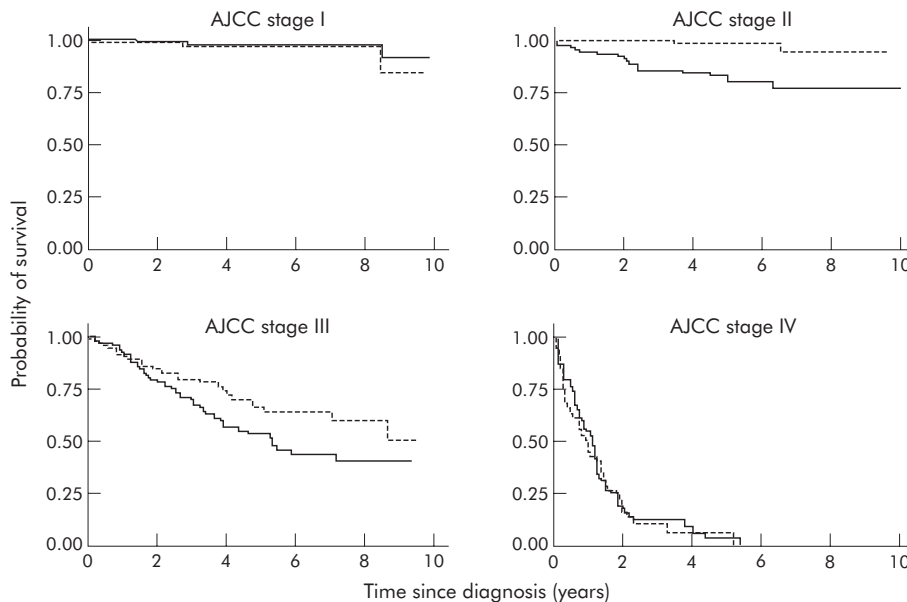 AJCC stage I
AJCC stage II
1.00
0.75
0.50
0.25
0.00
0 2 4 6 8 10
1.00
0.75
0.50
0.25
0.00
0 2 4 6 8 10
Probability of survival
AJCC stage III
AJCC stage IV
1.00
0.75
0.50
0.25
0.00
0 2 4 6 8 10
1.00
0.75
0.50
0.25
0.00
0 2 4 6 8 10
Time since diagnosis (years)